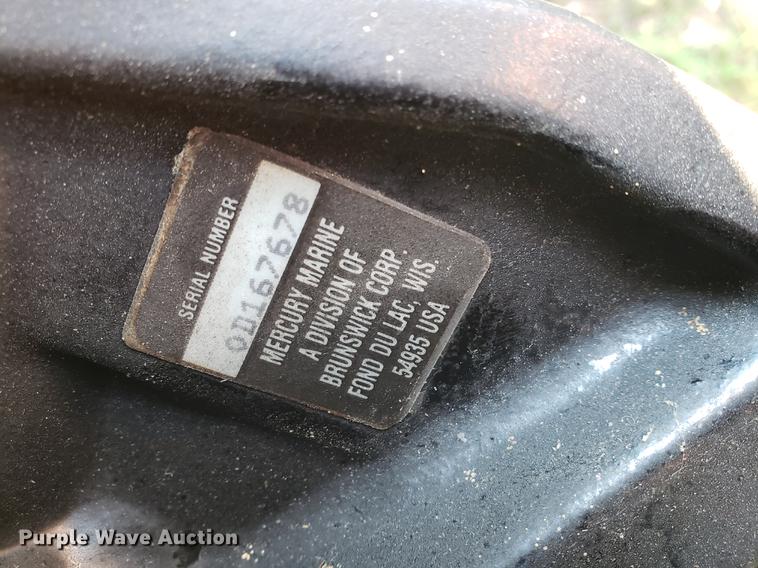 SERIAL NUMBER
0D167678
MERCURY MARINE
A DIVISION OF
BRUNSWICK CORP.
FOND DU LAC, WIS.
54935 USA
Purple Wave Auction